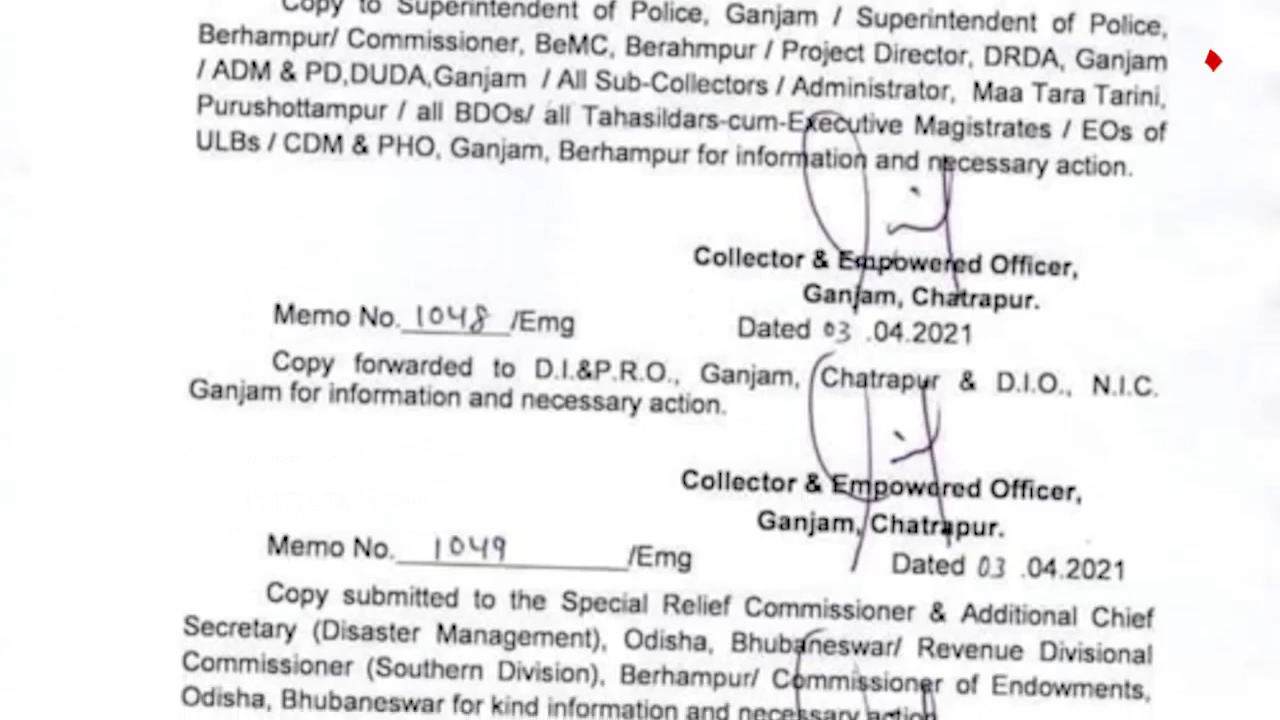 Copy to Superintendent of Police, Ganjam / Superintendent of Police,
Berhampur/ Commissioner, BeMC, Berahmpur / Project Director, DRDA, Ganjam
/ ADM & PD,DUDA,Ganjam / All Sub-Collectors / Administrator, Maa Tara Tarini,
Purushottampur / all BDOs/ all Tahasildars-cum-Executive Magistrates / EOs of
ULBs / CDM & PHO, Ganjam, Berhampur for information and necessary action.
Collector & Empowered Officer,
Ganjam, Chatrapur.
Memo No. 1048 /Emg Dated 03 .04.2021
Copy forwarded to D.I.&P.R.O., Ganjam, Chatrapur & D.I.O., N.I.C.
Ganjam for information and necessary action.
Collector & Empowered Officer,
Ganjam, Chatrapur.
Memo No. 1049 /Emg Dated 03 .04.2021
Copy submitted to the Special Relief Commissioner & Additional Chief
Secretary (Disaster Management), Odisha, Bhubaneswar/ Revenue Divisional
Commissioner (Southern Division), Berhampur/ Commissioner of Endowments,
Odisha, Bhubaneswar for kind information and necessary action